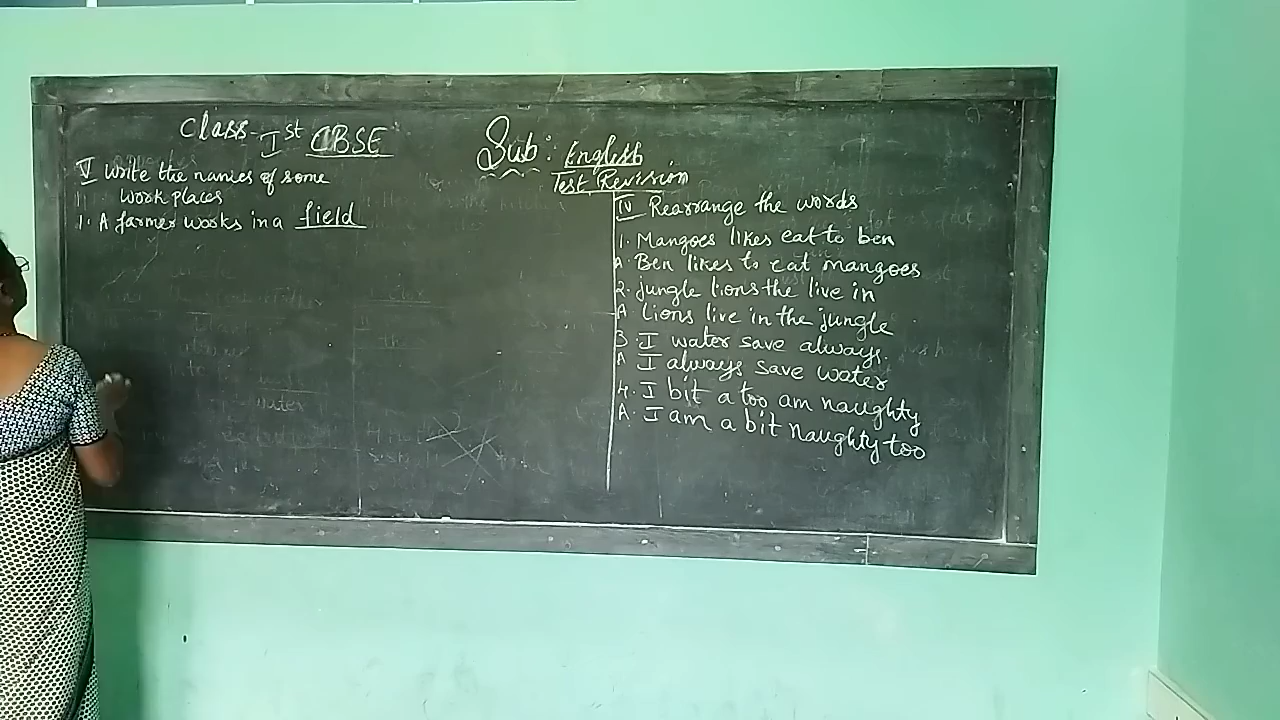 Class-Ist CBSE
Sub: English
Test Revision
V Write the names of some
work places
1. A farmer works in a field
IV Rearrange the words
1. Mangoes likes eat to ben
A. Ben likes to eat mangoes
2. jungle lions the live in
A lions live in the jungle
3. I water save always.
A I always save water
4. I bit a too am naughty
A. I am a bit naughty too